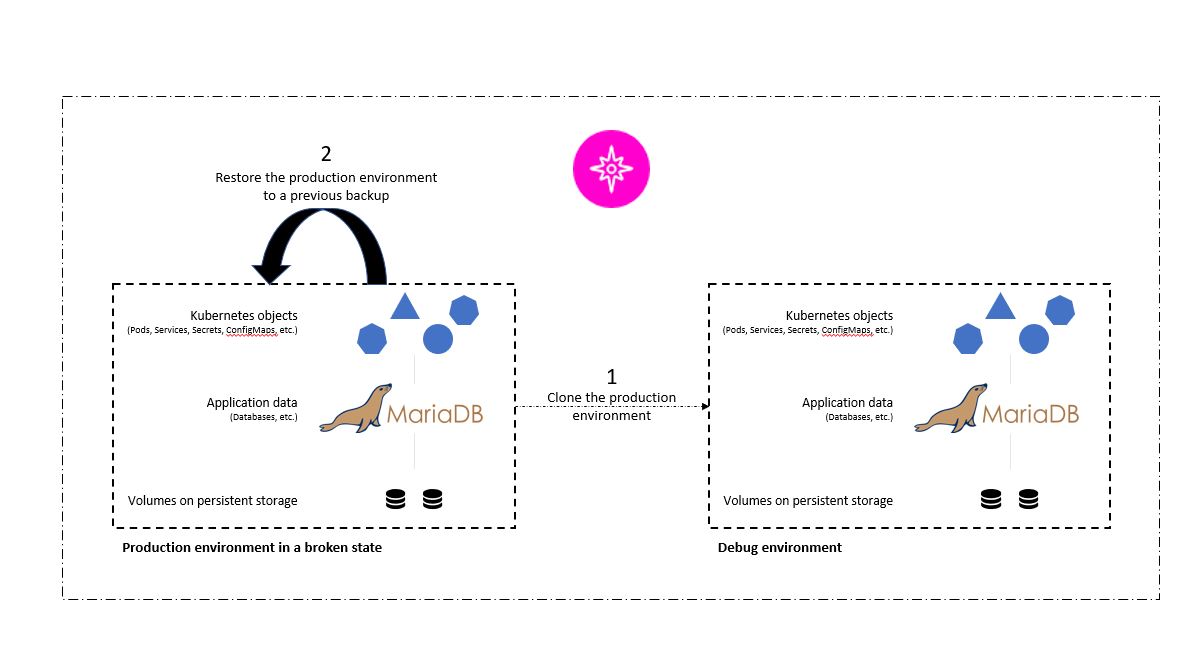 2
Restore the production environment
to a previous backup
Kubernetes objects
(Pods, Services, Secrets, ConfigMaps, etc.)
Application data
(Databases, etc.)
MariaDB
Volumes on persistent storage
Production environment in a broken state
1
Clone the production
environment
Kubernetes objects
(Pods, Services, Secrets, ConfigMaps, etc.)
Application data
(Databases, etc.)
MariaDB
Volumes on persistent storage
Debug environment